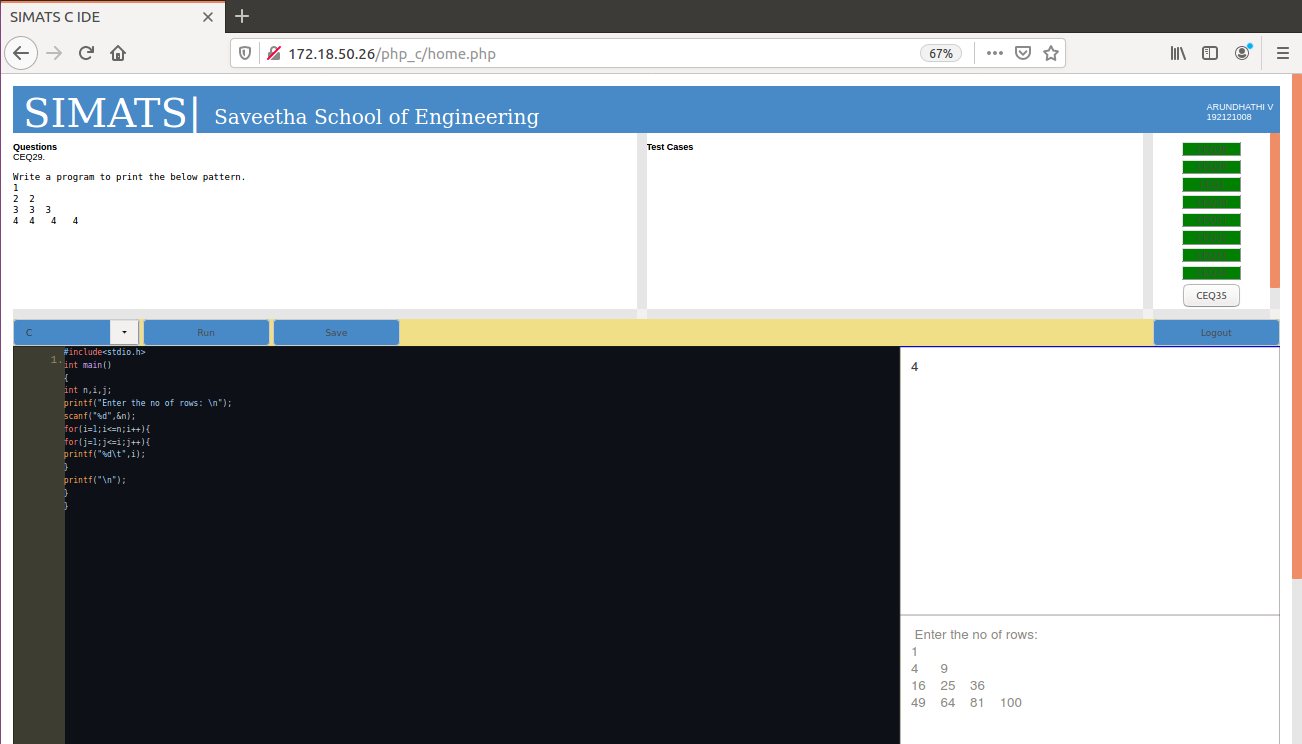 SIMATS C IDE
172.18.50.26/php_c/home.php
67%
SIMATS| Saveetha School of Engineering
ARUNDHATHI V
192121008
Questions
CEQ29.
Write a program to print the below pattern.
1
2 2
3 3 3
4 4 4 4
Test Cases
CEQ35
C
Run
Save
Logout
1.
#include<stdio.h>
int main()
{
int n,i,j;
printf("Enter the no of rows: \n");
scanf("%d",&n);
for(i=1;i<=n;i++){
for(j=1;j<=i;j++){
printf("%d\t",i);
}
printf("\n");
}
}
4
Enter the no of rows:
1
4 9
16 25 36
49 64 81 100